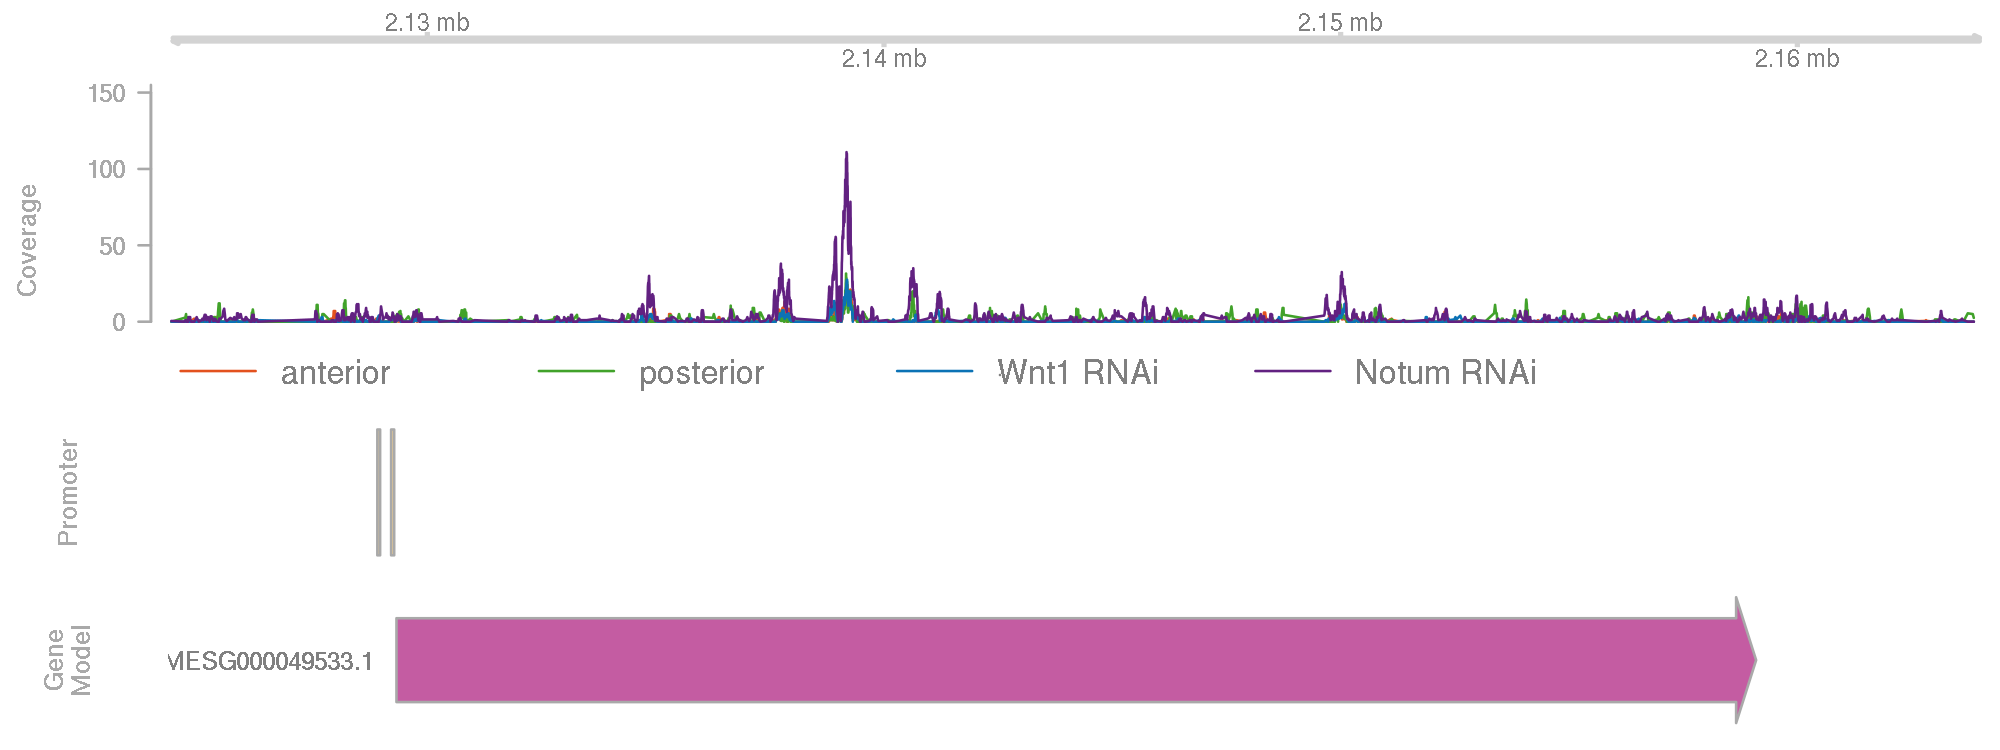 2.13 mb 2.15 mb
2.14 mb 2.16 mb
150
100
50
0
Coverage
anterior posterior Wnt1 RNAi Notum RNAi
Promoter
Gene
Model
MESG000049533.1